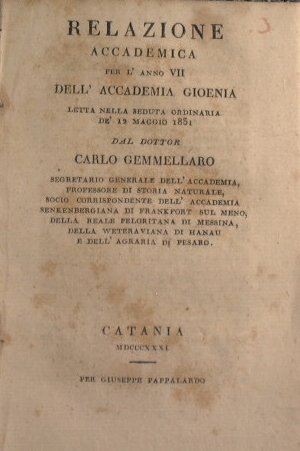 RELAZIONE
ACCADEMICA
PER L' ANNO VII
DELL' ACCADEMIA GIOENIA
LETTA NELLA SEDUTA ORDINARIA
DE' 12 MAGGIO 1831
DAL DOTTOR
CARLO GEMMELLARO
SEGRETARIO GENERALE DELL' ACCADEMIA,
PROFESSORE DI STORIA NATURALE,
SOCIO CORRISPONDENTE DELL' ACCADEMIA
SENKENBERGIANA DI FRANKFORT SUL MENO,
DELLA REALE PELORITANA DI MESSINA,
DELLA WETERAVIANA DI HANAU
E DELL' AGRARIA DI PESARO.
CATANIA
MDCCCXXXI
PER GIUSEPPE PAPPALARDO